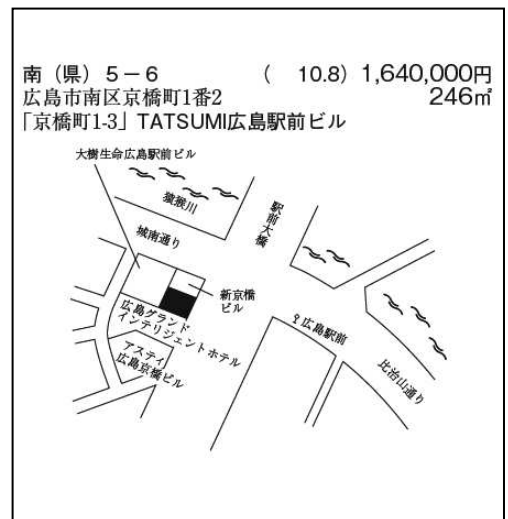 南（県）5－6 （ 10.8）1,640,000円
広島市南区京橋町1番2 246㎡
「京橋町1-3」TATSUMI広島駅前ビル
大樹生命広島駅前ビル
猿猴川
駅前大橋
城南通り
新京橋
ビル
広島グランド
インテリジェントホテル
広島駅前
アスティ
広島京橋ビル
比治山通り